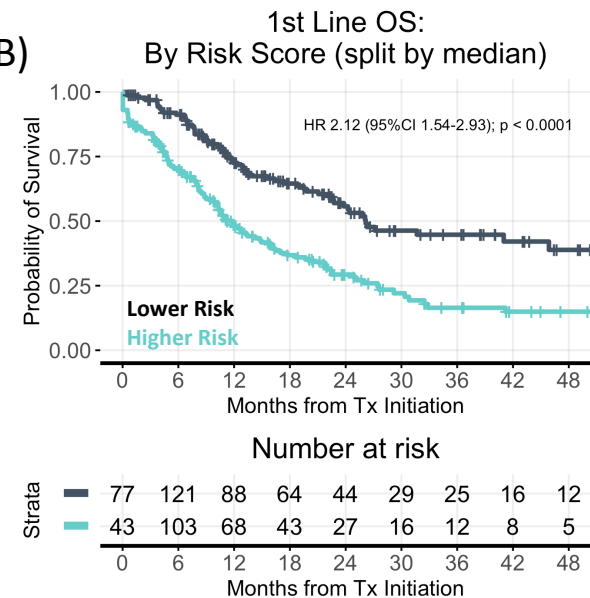 B)
1st Line OS:
By Risk Score (split by median)
1.00
0.75
0.50
0.25
0.00
Probability of Survival
HR 2.12 (95%CI 1.54-2.93); p < 0.0001
Lower Risk
Higher Risk
0 6 12 18 24 30 36 42 48
Months from Tx Initiation
Number at risk
Strata
77 121 88 64 44 29 25 16 12
43 103 68 43 27 16 12 8 5
0 6 12 18 24 30 36 42 48
Months from Tx Initiation